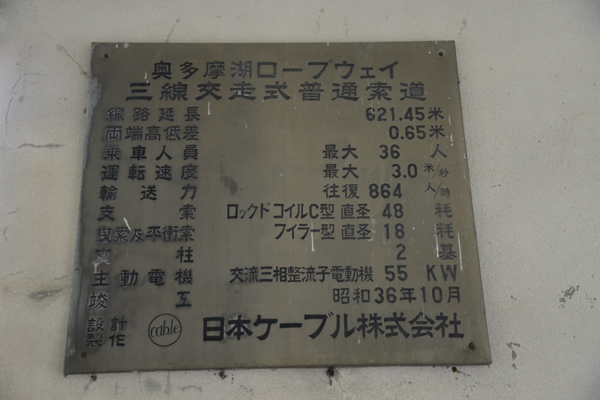 奥多摩湖ロープウェイ
三線交走式普通索道
線路延長 621.45米
両端高低差 0.65米
乗車人員 最大 36 人
運転速度 最大 3.0米/秒
輸送力 往復864人/時
支索 ロックドコイルC型 直圣 48 粍
曳索及平衡索 フイラー型 直圣 18 粍
支柱 2 基
主動電機 交流三相整流子電動機 55 KW
竣工 昭和36年10月
設計製作 cable 日本ケーブル株式会社